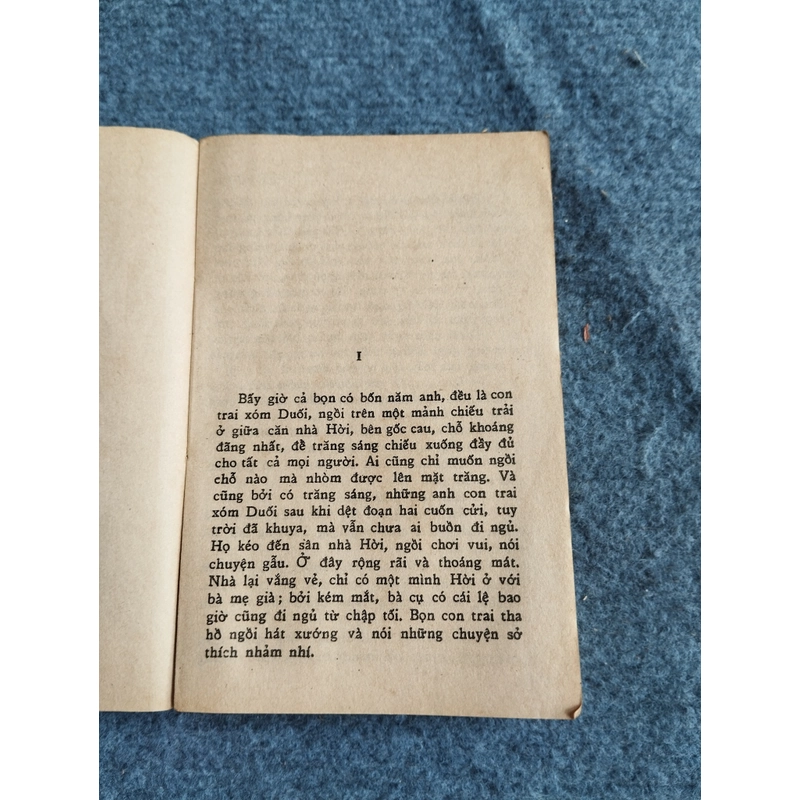 I
Bấy giờ cả bọn có bốn năm anh, đều là con
trai xóm Duối, ngồi trên một mảnh chiếu trải
ở giữa căn nhà Hời, bên gốc cau, chỗ khoáng
đãng nhất, để trăng sáng chiếu xuống đầy đủ
cho tất cả mọi người. Ai cũng chỉ muốn ngồi
chỗ nào mà nhòm được lên mặt trăng. Và
cũng bởi có trăng sáng, những anh con trai
xóm Duối sau khi dệt đoạn hai cuốn cửi, tuy
trời đã khuya, mà vẫn chưa ai buồn đi ngủ.
Họ kéo đến sân nhà Hời, ngồi chơi vui, nói
chuyện gẫu. Ở đây rộng rãi và thoáng mát.
Nhà lại vắng vẻ, chỉ có một mình Hời ở với
bà mẹ già; bởi kém mắt, bà cụ có cái lệ bao
giờ cũng đi ngủ từ chập tối. Bọn con trai tha
hồ ngồi hát xướng và nói những chuyện sở
thích nhảm nhí.